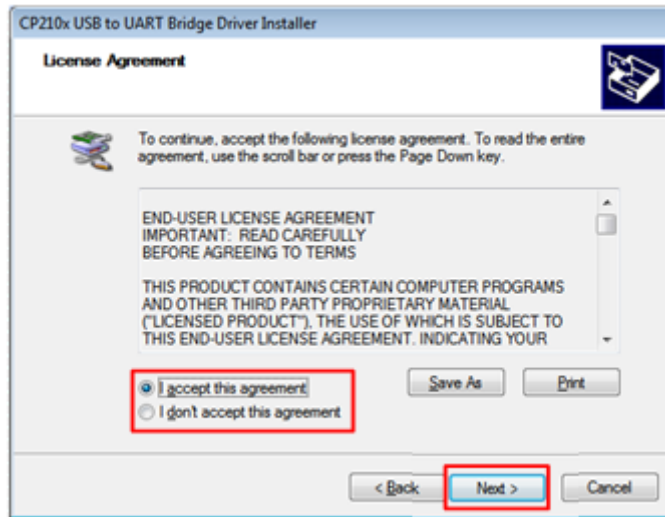 CP210x USB to UART Bridge Driver Installer
License Agreement
To continue, accept the following license agreement. To read the entire
agreement, use the scroll bar or press the Page Down key.
END-USER LICENSE AGREEMENT
IMPORTANT: READ CAREFULLY
BEFORE AGREEING TO TERMS
THIS PRODUCT CONTAINS CERTAIN COMPUTER PROGRAMS
AND OTHER THIRD PARTY PROPRIETARY MATERIAL
("LICENSED PRODUCT"), THE USE OF WHICH IS SUBJECT TO
THIS END-USER LICENSE AGREEMENT. INDICATING YOUR
I accept this agreement
I don't accept this agreement
Save As
Print
< Back
Next >
Cancel